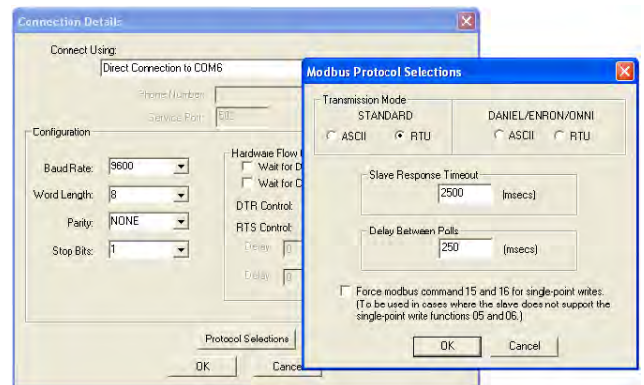 Connection Details
Connect Using:
Direct Connection to COM6
Phone Number:
Service Port: 502
Configuration
Baud Rate: 9600
Word Length: 8
Parity: NONE
Stop Bits: 1
Hardware Flow
Wait for D
Wait for C
DTR Control:
RTS Control:
Delay: 0
Delay: 0
Protocol Selections
OK Cance
Modbus Protocol Selections
Transmission Mode
STANDARD DANIEL/ENRON/OMNI
ASCII RTU ASCII RTU
Slave Response Timeout
2500 (msecs)
Delay Between Polls
250 (msecs)
Force modbus command 15 and 16 for single-point writes.
(To be used in cases where the slave does not support the
single-point write functions 05 and 06.)
OK Cancel